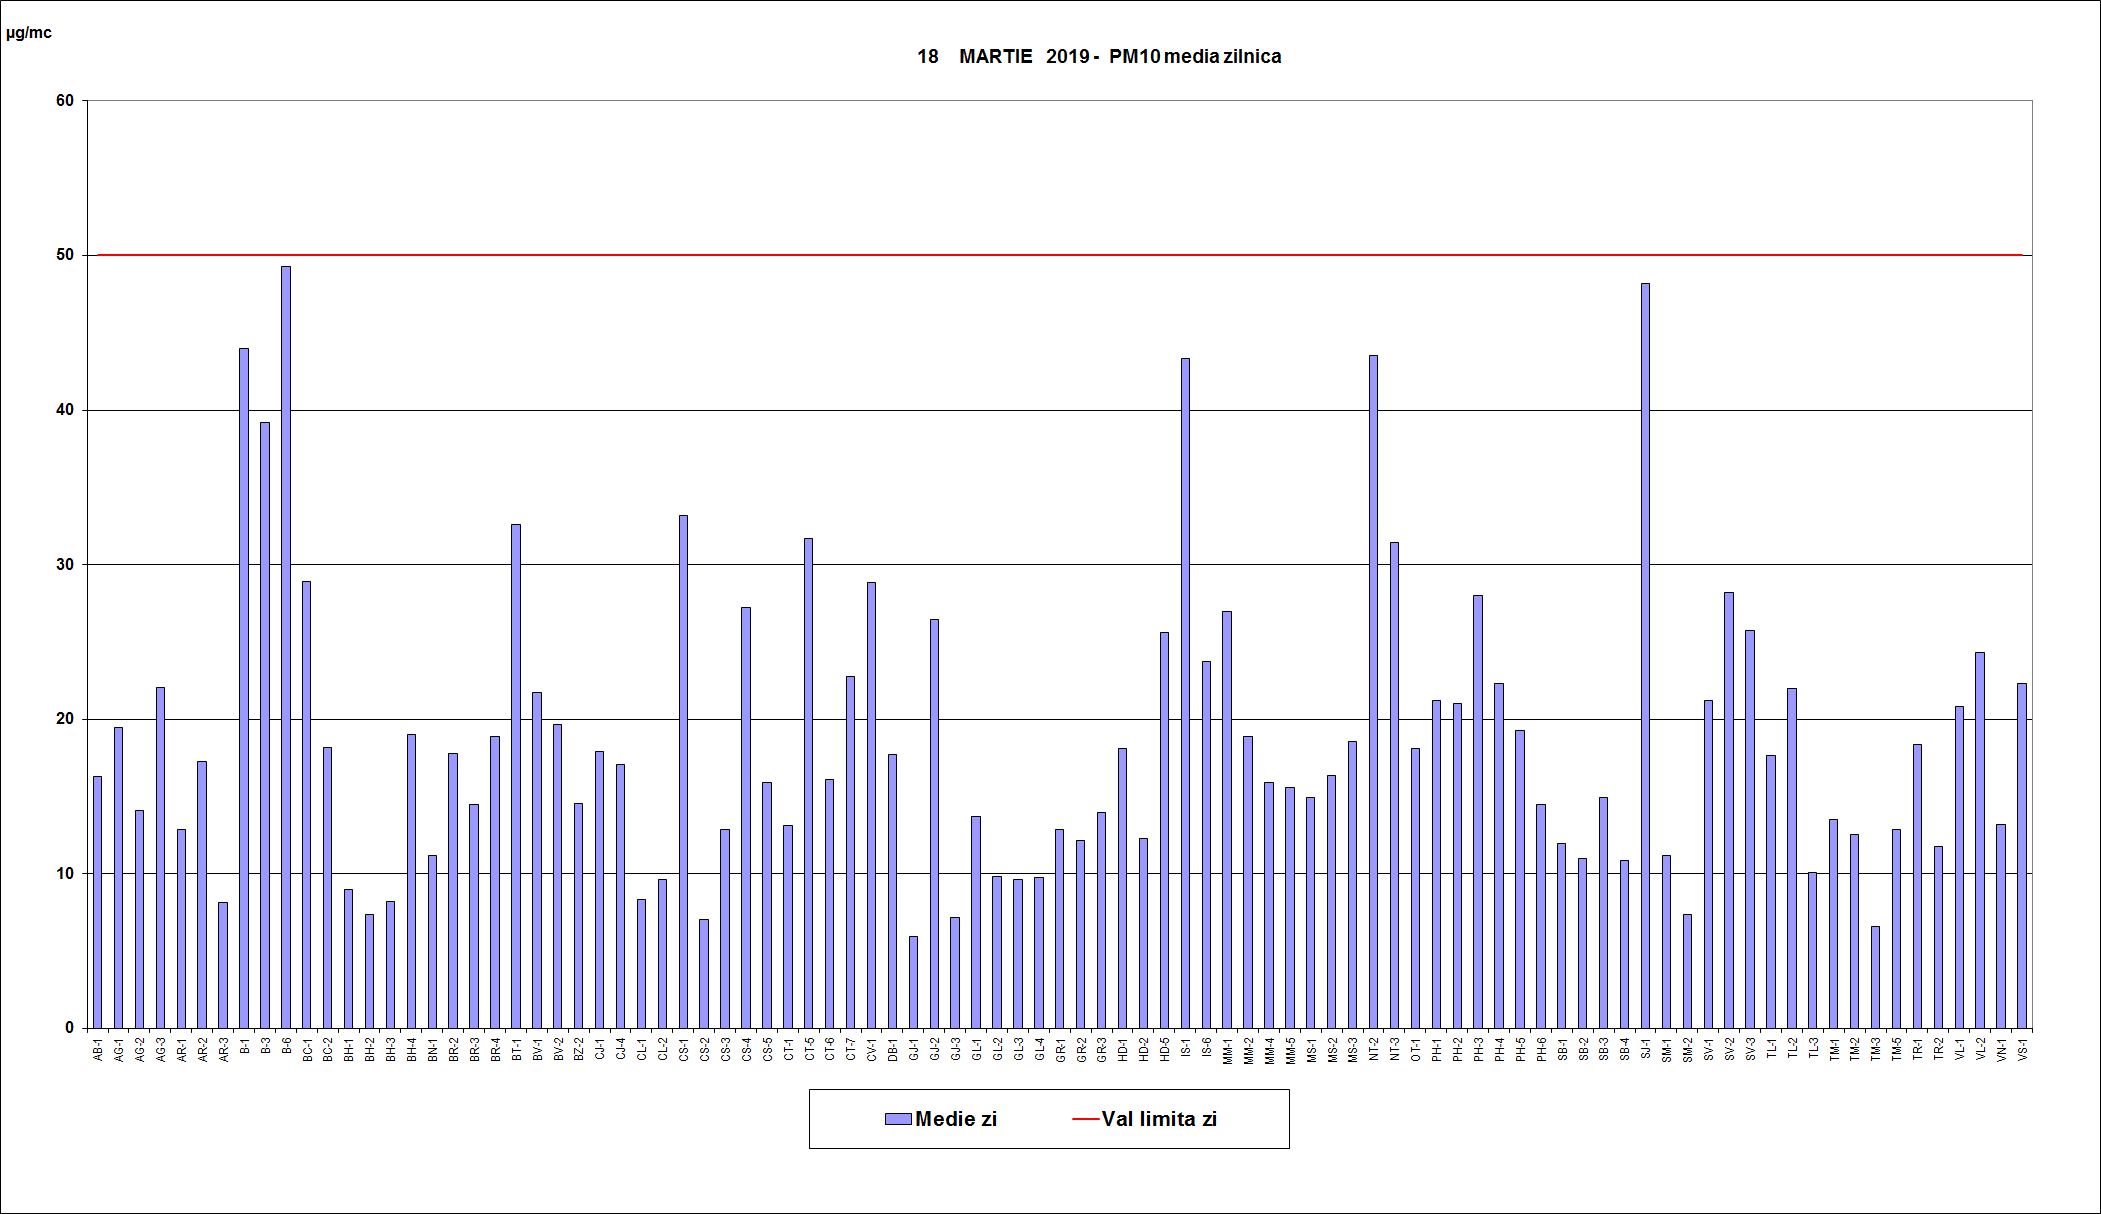 µg/mc
18 MARTIE 2019 - PM10 media zilnica
60
50
40
30
20
10
0
AB-1 AG-1 AG-2 AG-3 AR-1 AR-2 AR-3 B-1 B-3 B-6 BC-1 BC-2 BH-1 BH-2 BH-3 BH-4 BN-1 BR-2 BR-3 BR-4 BT-1 BV-1 BV-2 BZ-2 CJ-1 CJ-4 CL-1 CL-2 CS-1 CS-2 CS-3 CS-4 CS-5 CT-1 CT-5 CT-6 CT-7 CV-1 DB-1 GJ-1 GJ-2 GJ-3 GL-1 GL-2 GL-3 GL-4 GR-1 GR-2 GR-3 HD-1 HD-2 HD-5 IS-1 IS-6 MM-1 MM-2 MM-4 MM-5 MS-1 MS-2 MS-3 NT-2 NT-3 OT-1 PH-1 PH-2 PH-3 PH-4 PH-5 PH-6 SB-1 SB-2 SB-3 SB-4 SJ-1 SM-1 SM-2 SV-1 SV-2 SV-3 TL-1 TL-2 TL-3 TM-1 TM-2 TM-3 TM-5 TR-1 TR-2 VL-1 VL-2 VN-1 VS-1
Medie zi Val limita zi